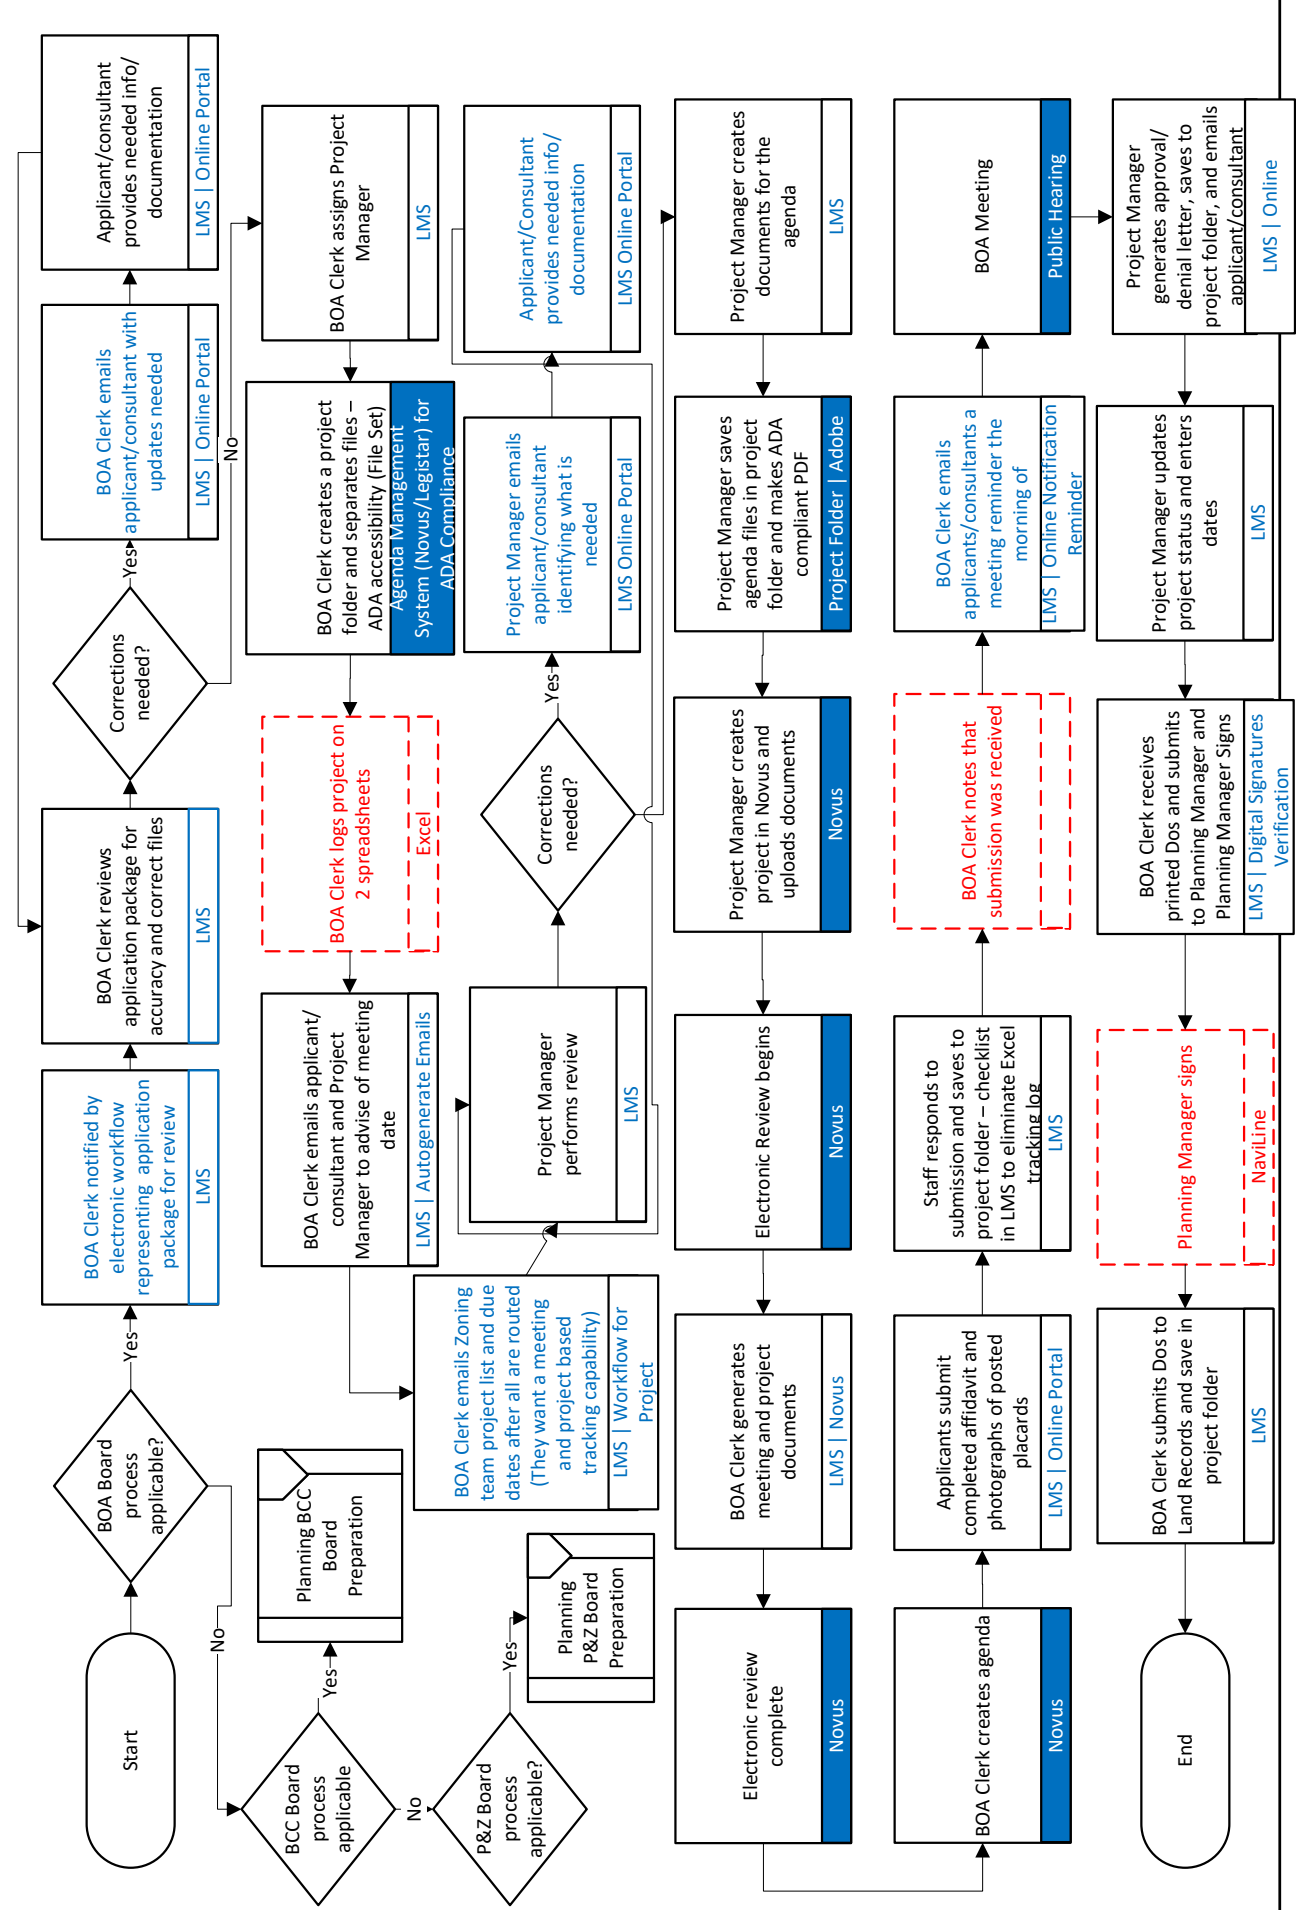 Start
BOA Board
process
applicable?
Yes
No
BOA Clerk notified by
electronic workflow
representing application
package for review
LMS
BOA Clerk reviews
application package for
accuracy and correct files
LMS
Corrections
needed?
Yes
No
BOA Clerk emails
applicant/consultant with
updates needed
LMS | Online Portal
Applicant/consultant
provides needed info/
documentation
LMS | Online Portal
BCC Board
process
applicable
Yes
No
Planning BCC
Board
Preparation
P&Z Board
process
applicable?
Yes
Planning
P&Z Board
Preparation
BOA Clerk assigns Project
Manager
LMS
BOA Clerk creates a project
folder and separates files –
ADA accessibility (File Set)
Agenda Management
System (Novus/Legistar) for
ADA Compliance
BOA Clerk logs project on
2 spreadsheets
Excel
BOA Clerk emails applicant/
consultant and Project
Manager to advise of meeting
date
LMS | Autogenerate Emails
BOA Clerk emails Zoning
team project list and due
dates after all are routed
(They want a meeting
and project based
tracking capability)
LMS | Workflow for
Project
Project Manager
performs review
LMS
Corrections
needed?
Yes
Project Manager emails
applicant/consultant
identifying what is
needed
LMS Online Portal
Applicant/Consultant
provides needed info/
documentation
LMS Online Portal
Project Manager creates
documents for the
agenda
LMS
Project Manager saves
agenda files in project
folder and makes ADA
compliant PDF
Project Folder | Adobe
Project Manager creates
project in Novus and
uploads documents
Novus
Electronic Review begins
Novus
BOA Clerk generates
meeting and project
documents
LMS | Novus
Electronic review
complete
Novus
BOA Clerk creates agenda
Novus
Applicants submit
completed affidavit and
photographs of posted
placards
LMS | Online Portal
Staff responds to
submission and saves to
project folder – checklist
in LMS to eliminate Excel
tracking log
LMS
BOA Clerk notes that
submission was received
BOA Clerk emails
applicants/consultants a
meeting reminder the
morning of
LMS | Online Notification
Reminder
BOA Meeting
Public Hearing
Project Manager
generates approval/
denial letter, saves to
project folder, and emails
applicant/consultant
LMS | Online
Project Manager updates
project status and enters
dates
LMS
BOA Clerk receives
printed Dos and submits
to Planning Manager and
Planning Manager Signs
LMS | Digital Signatures
Verification
Planning Manager signs
NaviLine
BOA Clerk submits Dos to
Land Records and save in
project folder
LMS
End